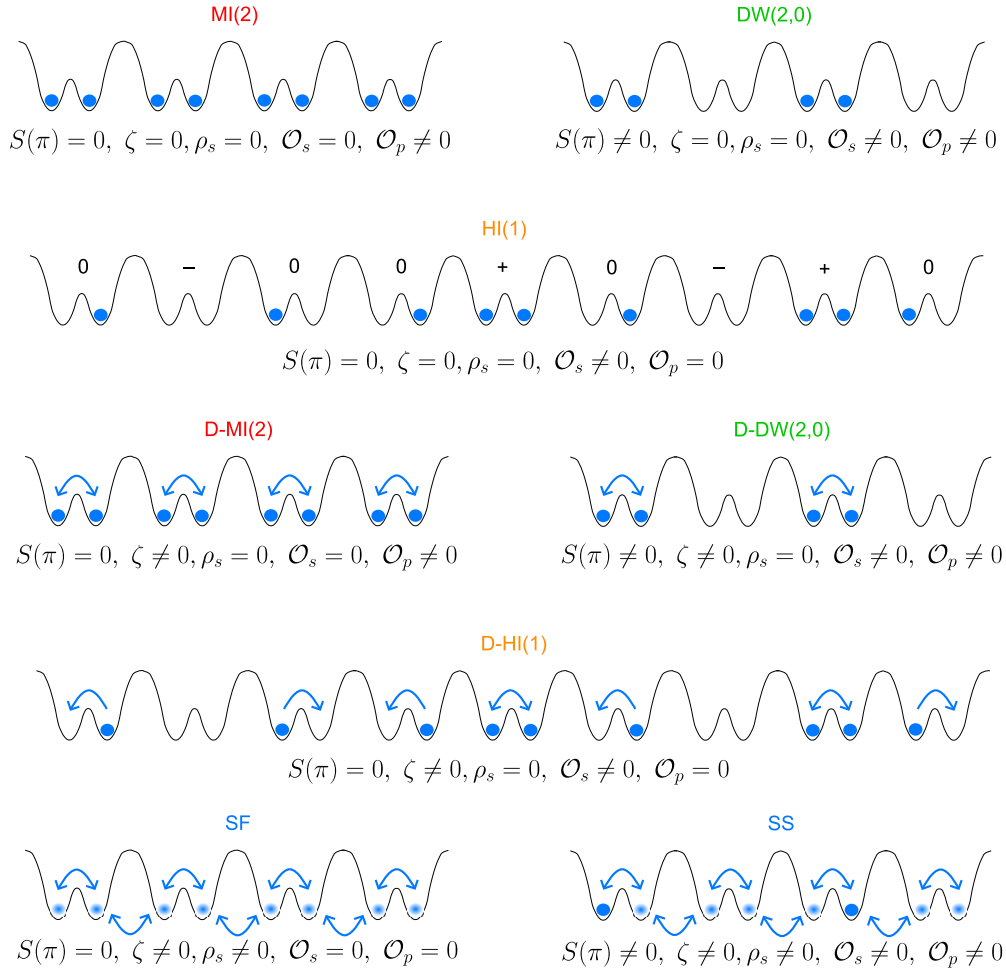 MI(2) DW(2,0)
S(π) = 0, ζ = 0, ρ_s = 0, 𝒪_s = 0, 𝒪_p ≠ 0 S(π) ≠ 0, ζ = 0, ρ_s = 0, 𝒪_s ≠ 0, 𝒪_p ≠ 0
HI(1)
0 − 0 0 + 0 − + 0
S(π) = 0, ζ = 0, ρ_s = 0, 𝒪_s ≠ 0, 𝒪_p = 0
D-MI(2) D-DW(2,0)
S(π) = 0, ζ ≠ 0, ρ_s = 0, 𝒪_s = 0, 𝒪_p ≠ 0 S(π) ≠ 0, ζ ≠ 0, ρ_s = 0, 𝒪_s ≠ 0, 𝒪_p ≠ 0
D-HI(1)
S(π) = 0, ζ ≠ 0, ρ_s = 0, 𝒪_s ≠ 0, 𝒪_p = 0
SF SS
S(π) = 0, ζ ≠ 0, ρ_s ≠ 0, 𝒪_s = 0, 𝒪_p = 0 S(π) ≠ 0, ζ ≠ 0, ρ_s ≠ 0, 𝒪_s ≠ 0, 𝒪_p ≠ 0